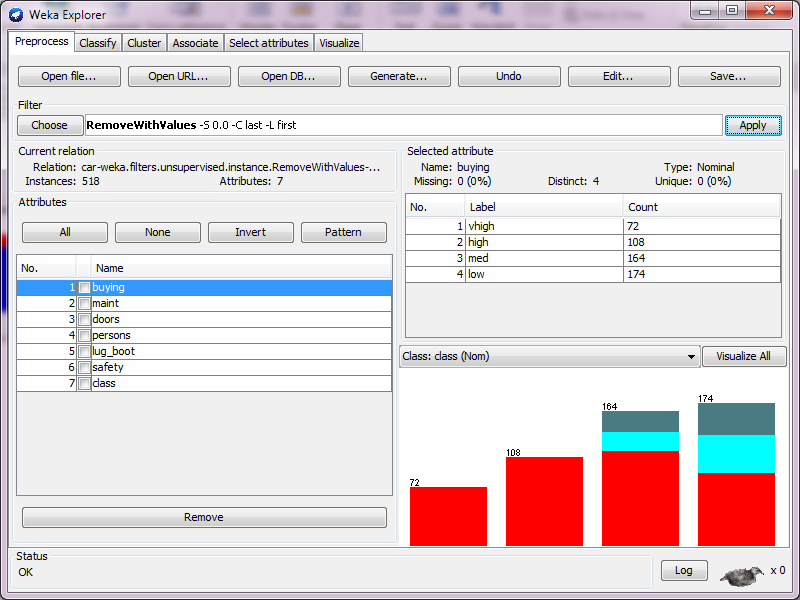 Weka Explorer
Preprocess Classify Cluster Associate Select attributes Visualize
Open file... Open URL... Open DB... Generate... Undo Edit... Save...
Filter
Choose RemoveWithValues -S 0.0 -C last -L first Apply
Current relation
Relation: car-weka.filters.unsupervised.instance.RemoveWithValues-...
Instances: 518 Attributes: 7
Attributes
All None Invert Pattern
No. Name
1 buying
2 maint
3 doors
4 persons
5 lug_boot
6 safety
7 class
Remove
Selected attribute
Name: buying Type: Nominal
Missing: 0 (0%) Distinct: 4 Unique: 0 (0%)
No. Label Count
1 vhigh 72
2 high 108
3 med 164
4 low 174
Class: class (Nom) Visualize All
72
108
164
174
Status
OK
Log x 0